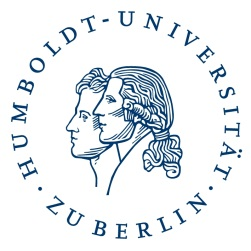 · HUMBOLDT-UNIVERSITÄT ·
ZU BERLIN